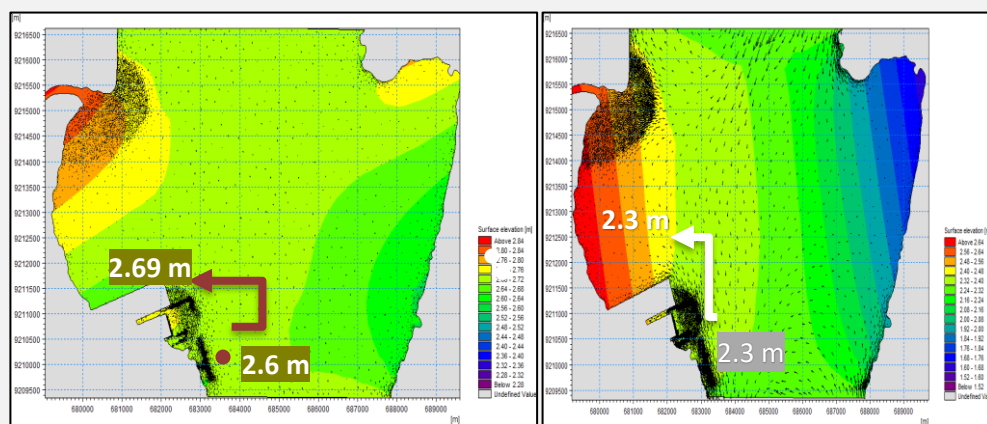 [m]
9216500
9216000
9215500
9215000
9214500
9214000
9213500
9213000
9212500
9212000
9211500
9211000
9210500
9210000
9209500
680000 681000 682000 683000 684000 685000 686000 687000 688000 689000
[m]
2.69 m
2.6 m
Surface elevation [m]
Above 2.84
2.80 - 2.84
2.76 - 2.80
- 2.76
2.68 - 2.72
2.64 - 2.68
2.60 - 2.64
2.56 - 2.60
2.52 - 2.56
2.48 - 2.52
2.44 - 2.48
2.40 - 2.44
2.36 - 2.40
2.32 - 2.36
2.28 - 2.32
Below 2.28
Undefined Value
[m]
9216500
9216000
9215500
9215000
9214500
9214000
9213500
9213000
9212500
9212000
9211500
9211000
9210500
9210000
9209500
680000 681000 682000 683000 684000 685000 686000 687000 688000 689000
[m]
2.3 m
2.3 m
Surface elevation [m]
Above 2.64
2.56 - 2.64
2.48 - 2.56
2.40 - 2.48
2.32 - 2.40
2.24 - 2.32
2.16 - 2.24
2.08 - 2.16
2.00 - 2.08
1.92 - 2.00
1.84 - 1.92
1.76 - 1.84
1.68 - 1.76
1.60 - 1.68
1.52 - 1.60
Below 1.52
Undefined Val